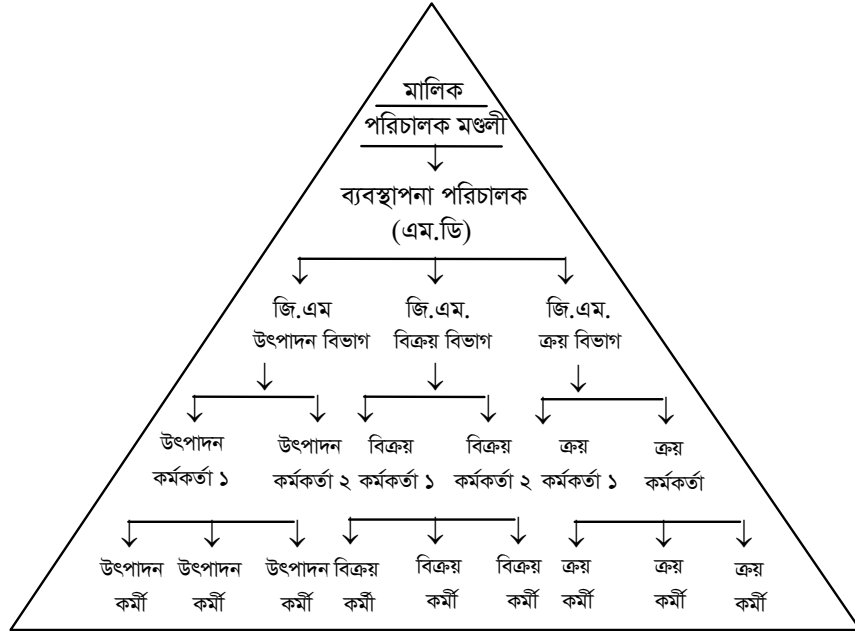 মালিক
পরিচালক মণ্ডলী
ব্যবস্থাপনা পরিচালক
(এম.ডি)
জি.এম জি.এম. জি.এম.
উৎপাদন বিভাগ বিক্রয় বিভাগ ক্রয় বিভাগ
উৎপাদন উৎপাদন বিক্রয় বিক্রয় ক্রয় ক্রয়
কর্মকর্তা ১ কর্মকর্তা ২ কর্মকর্তা ১ কর্মকর্তা ২ কর্মকর্তা ১ কর্মকর্তা
উৎপাদন উৎপাদন উৎপাদন বিক্রয় বিক্রয় বিক্রয় ক্রয় ক্রয় ক্রয়
কর্মী কর্মী কর্মী কর্মী কর্মী কর্মী কর্মী কর্মী কর্মী